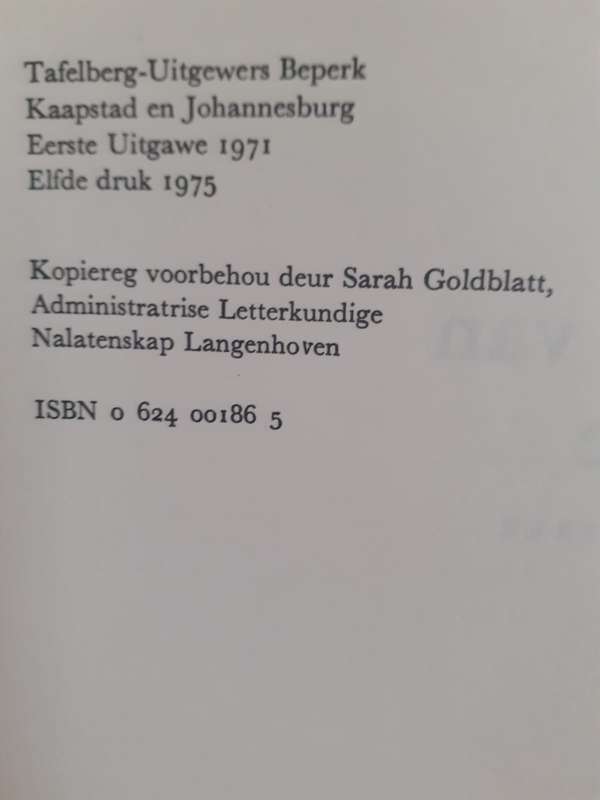 Tafelberg-Uitgewers Beperk
Kaapstad en Johannesburg
Eerste Uitgawe 1971
Elfde druk 1975
Kopiereg voorbehou deur Sarah Goldblatt,
Administratrise Letterkundige
Nalatenskap Langenhoven
ISBN 0 624 00186 5
van